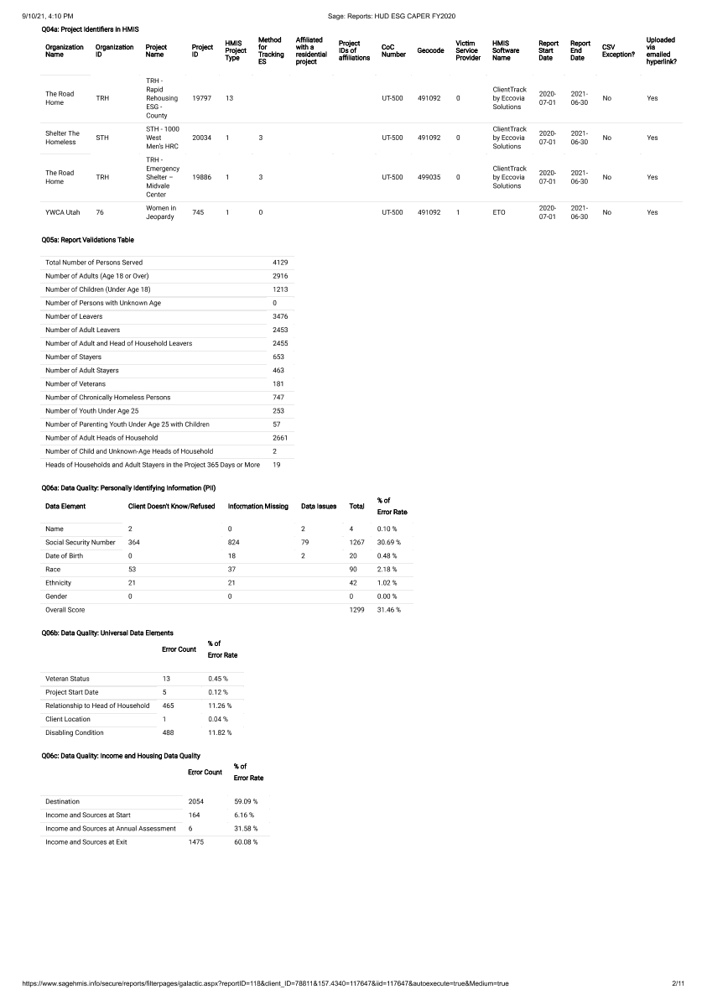 9/10/21, 4:10 PM
Sage: Reports: HUD ESG CAPER FY2020
Q04a: Project Identifiers in HMIS
Organization Name Organization ID Project Name Project ID HMIS Project Type Method for Tracking ES Affiliated with a residential project Project IDs of affiliations CoC Number Geocode Victim Service Provider HMIS Software Name Report Start Date Report End Date CSV Exception? Uploaded via emailed hyperlink?
The Road Home TRH TRH - Rapid Rehousing ESG - County 19797 13 UT-500 491092 0 ClientTrack by Eccovia Solutions 2020-07-01 2021-06-30 No Yes
Shelter The Homeless STH STH - 1000 West Men's HRC 20034 1 3 UT-500 491092 0 ClientTrack by Eccovia Solutions 2020-07-01 2021-06-30 No Yes
The Road Home TRH TRH - Emergency Shelter – Midvale Center 19886 1 3 UT-500 499035 0 ClientTrack by Eccovia Solutions 2020-07-01 2021-06-30 No Yes
YWCA Utah 76 Women in Jeopardy 745 1 0 UT-500 491092 1 ETO 2020-07-01 2021-06-30 No Yes
Q05a: Report Validations Table
Total Number of Persons Served 4129
Number of Adults (Age 18 or Over) 2916
Number of Children (Under Age 18) 1213
Number of Persons with Unknown Age 0
Number of Leavers 3476
Number of Adult Leavers 2453
Number of Adult and Head of Household Leavers 2455
Number of Stayers 653
Number of Adult Stayers 463
Number of Veterans 181
Number of Chronically Homeless Persons 747
Number of Youth Under Age 25 253
Number of Parenting Youth Under Age 25 with Children 57
Number of Adult Heads of Household 2661
Number of Child and Unknown-Age Heads of Household 2
Heads of Households and Adult Stayers in the Project 365 Days or More 19
Q06a: Data Quality: Personally Identifying Information (PII)
Data Element Client Doesn't Know/Refused Information Missing Data Issues Total % of Error Rate
Name 2 0 2 4 0.10 %
Social Security Number 364 824 79 1267 30.69 %
Date of Birth 0 18 2 20 0.48 %
Race 53 37 90 2.18 %
Ethnicity 21 21 42 1.02 %
Gender 0 0 0 0.00 %
Overall Score 1299 31.46 %
Q06b: Data Quality: Universal Data Elements
Error Count % of Error Rate
Veteran Status 13 0.45 %
Project Start Date 5 0.12 %
Relationship to Head of Household 465 11.26 %
Client Location 1 0.04 %
Disabling Condition 488 11.82 %
Q06c: Data Quality: Income and Housing Data Quality
Error Count % of Error Rate
Destination 2054 59.09 %
Income and Sources at Start 164 6.16 %
Income and Sources at Annual Assessment 6 31.58 %
Income and Sources at Exit 1475 60.08 %
https://www.sagehmis.info/secure/reports/filterpages/galactic.aspx?reportID=118&client_ID=78811&157.4340=117647&iid=117647&autoexecute=true&Medium=true
2/11